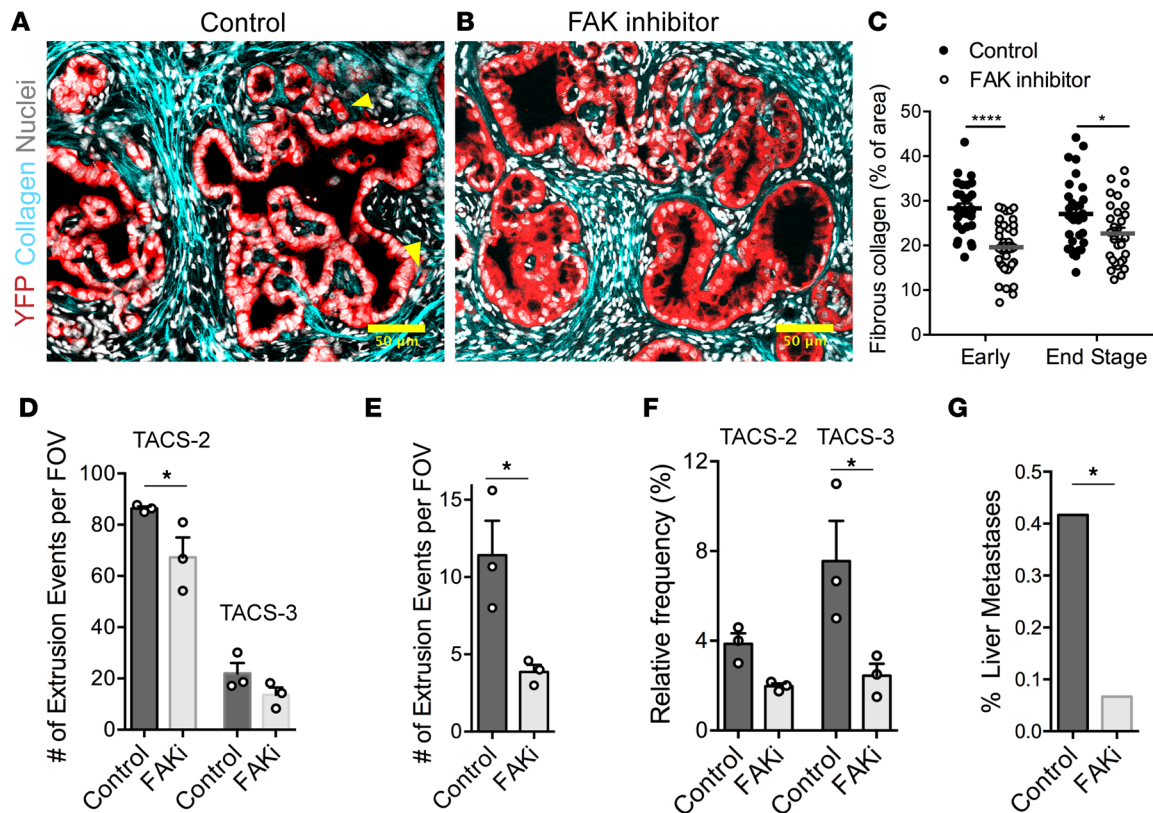 A
Control
YFP Collagen Nuclei
50 µm
B
FAK inhibitor
50 µm
C
Control
FAK inhibitor
Fibrous collagen (% of area)
50
40
30
20
10
0
****
*
Early
End Stage
D
# of Extrusion Events per FOV
100
80
60
40
20
0
TACS-2
*
TACS-3
Control
FAKi
Control
FAKi
E
# of Extrusion Events per FOV
15
10
5
0
*
Control
FAKi
F
Relative frequency (%)
12
8
4
0
TACS-2
TACS-3
*
Control
FAKi
Control
FAKi
G
% Liver Metastases
0.5
0.4
0.3
0.2
0.1
0.0
*
Control
FAKi